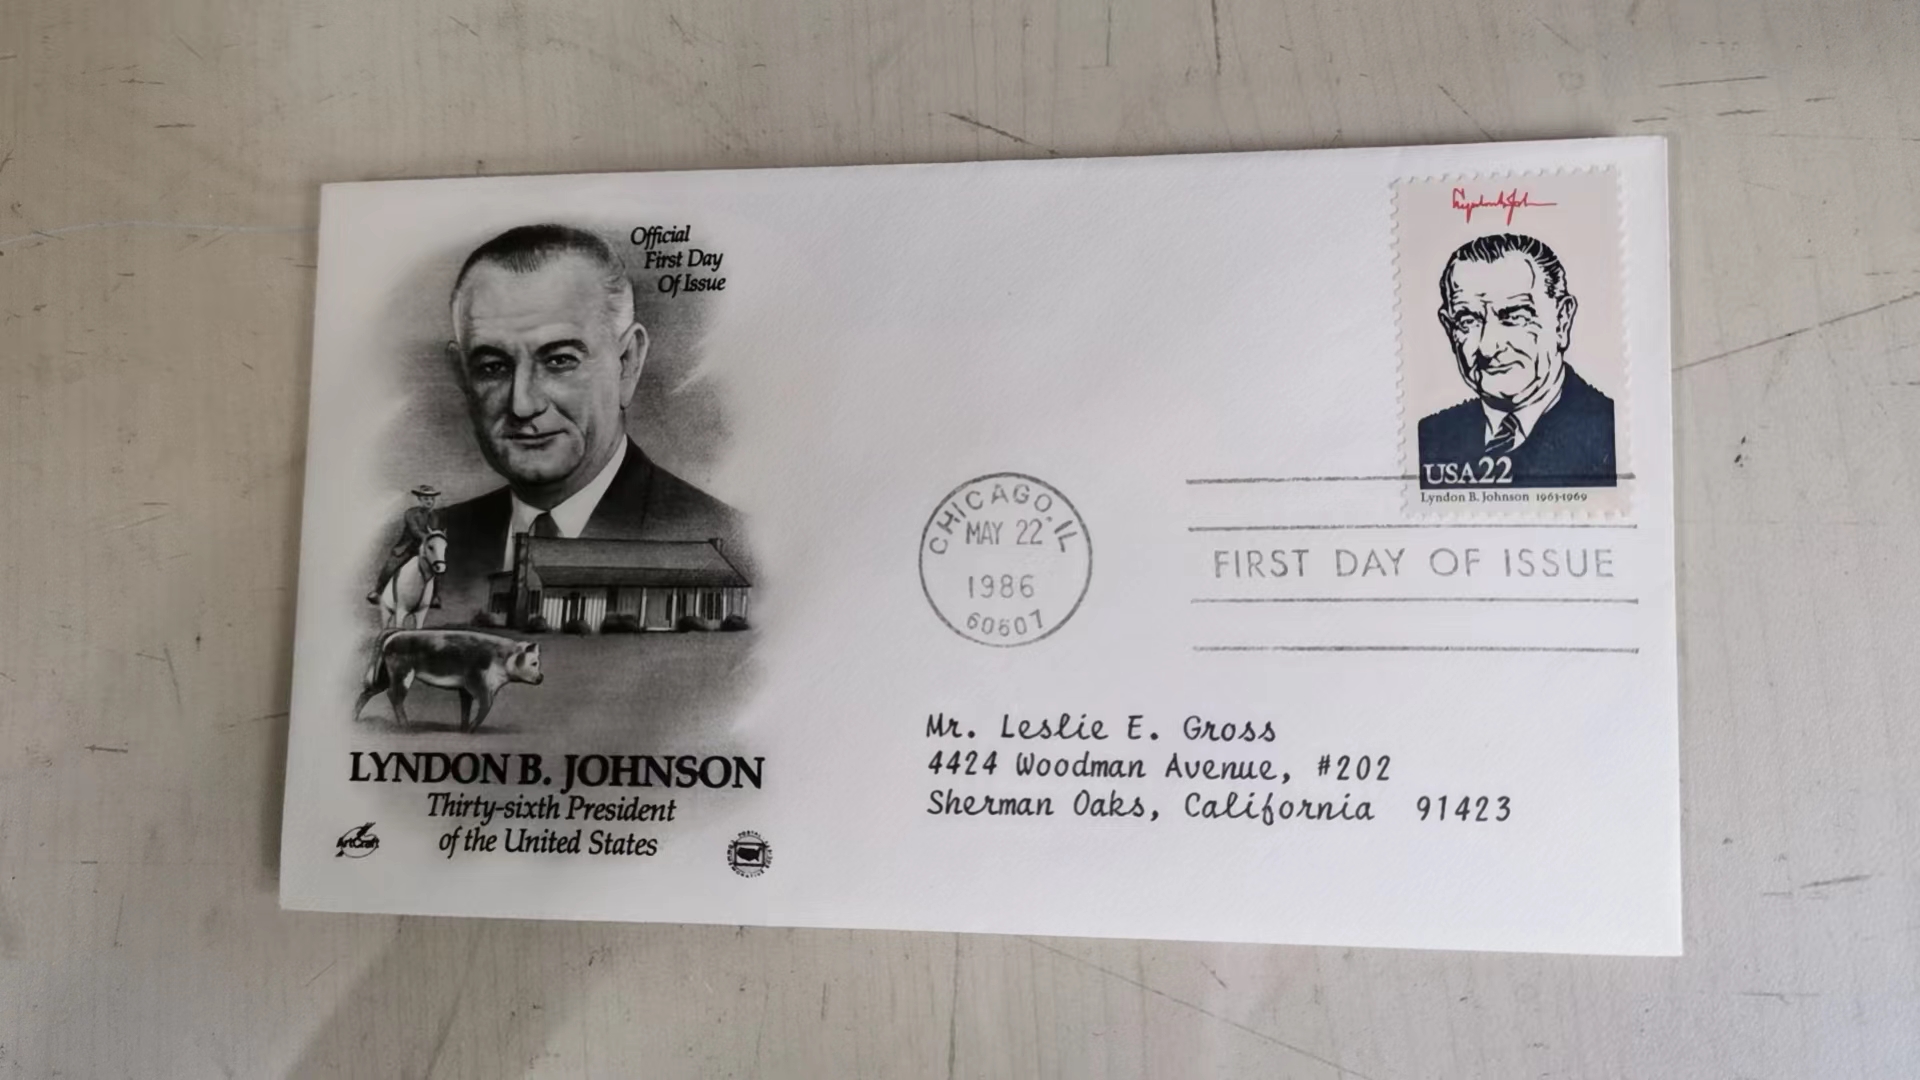 Official
First Day
Of Issue
LYNDON B. JOHNSON
Thirty-sixth President
of the United States
ArtCraft
USA22
Lyndon B. Johnson 1963-1969
CHICAGO, IL
MAY 22
1986
60607
FIRST DAY OF ISSUE
Mr. Leslie E. Gross
4424 Woodman Avenue, #202
Sherman Oaks, California 91423